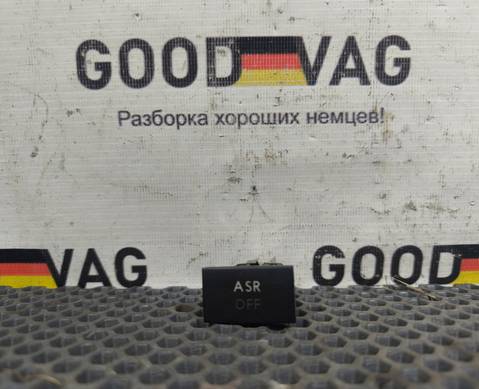 GOOD VAG
Разборка хороших немцев!
VAG GOOD
ASR
OFF